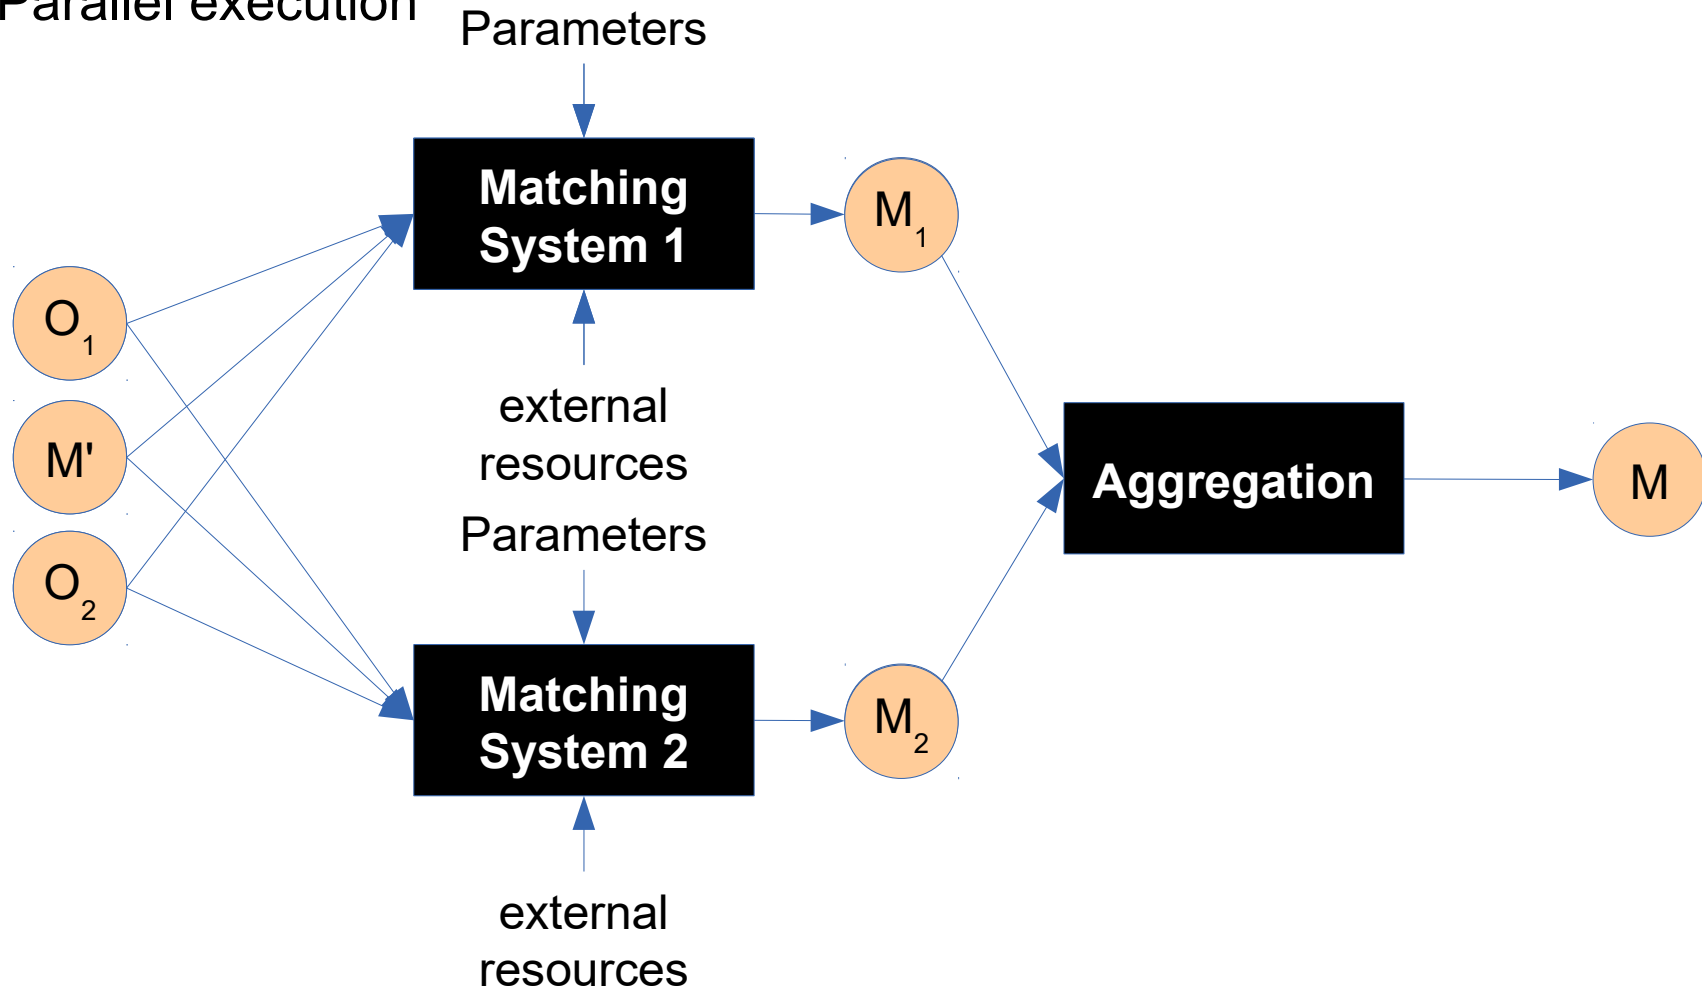 Parallel execution
Parameters
Matching
System 1
M1
O1
external
resources
M'
Aggregation
M
Parameters
O2
Matching
System 2
M2
external
resources